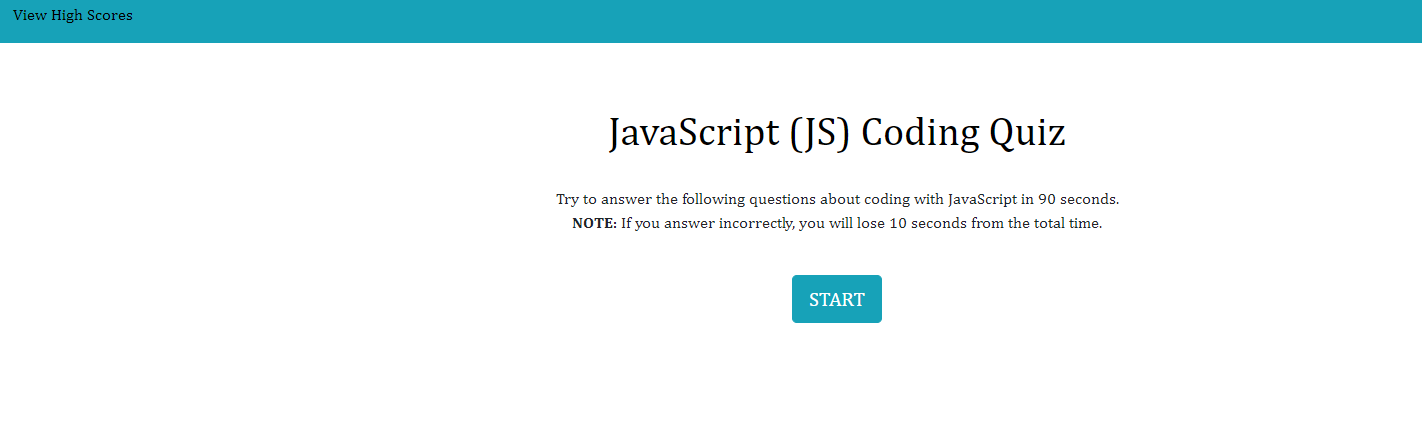 View High Scores
JavaScript (JS) Coding Quiz
Try to answer the following questions about coding with JavaScript in 90 seconds.
NOTE: If you answer incorrectly, you will lose 10 seconds from the total time.
START